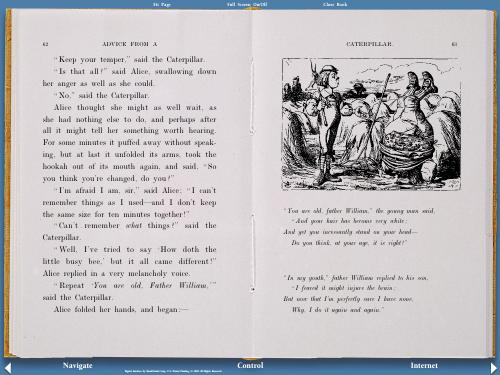 Str Page
Full Screen On/Off
Close Book
62
ADVICE FROM A
"Keep your temper," said the Caterpillar.
"Is that all?" said Alice, swallowing down
her anger as well as she could.
"No," said the Caterpillar.
Alice thought she might as well wait, as
she had nothing else to do, and perhaps after
all it might tell her something worth hearing.
For some minutes it puffed away without speak-
ing, but at last it unfolded its arms, took the
hookah out of its mouth again, and said, "So
you think you're changed, do you?"
"I'm afraid I am, sir," said Alice; "I can't
remember things as I used—and I don't keep
the same size for ten minutes together!"
"Can't remember what things?" said the
Caterpillar.
"Well, I've tried to say 'How doth the
little busy bee,' but it all came different!"
Alice replied in a very melancholy voice.
"Repeat 'You are old, Father William,'"
said the Caterpillar.
Alice folded her hands, and began:—
CATERPILLAR.
63
"You are old, father William," the young man said,
"And your hair has become very white;
And yet you incessantly stand on your head—
Do you think, at your age, it is right?"
"In my youth," father William replied to his son,
"I feared it might injure the brain;
But now that I'm perfectly sure I have none,
Why, I do it again and again."
Navigate
Control
Internet